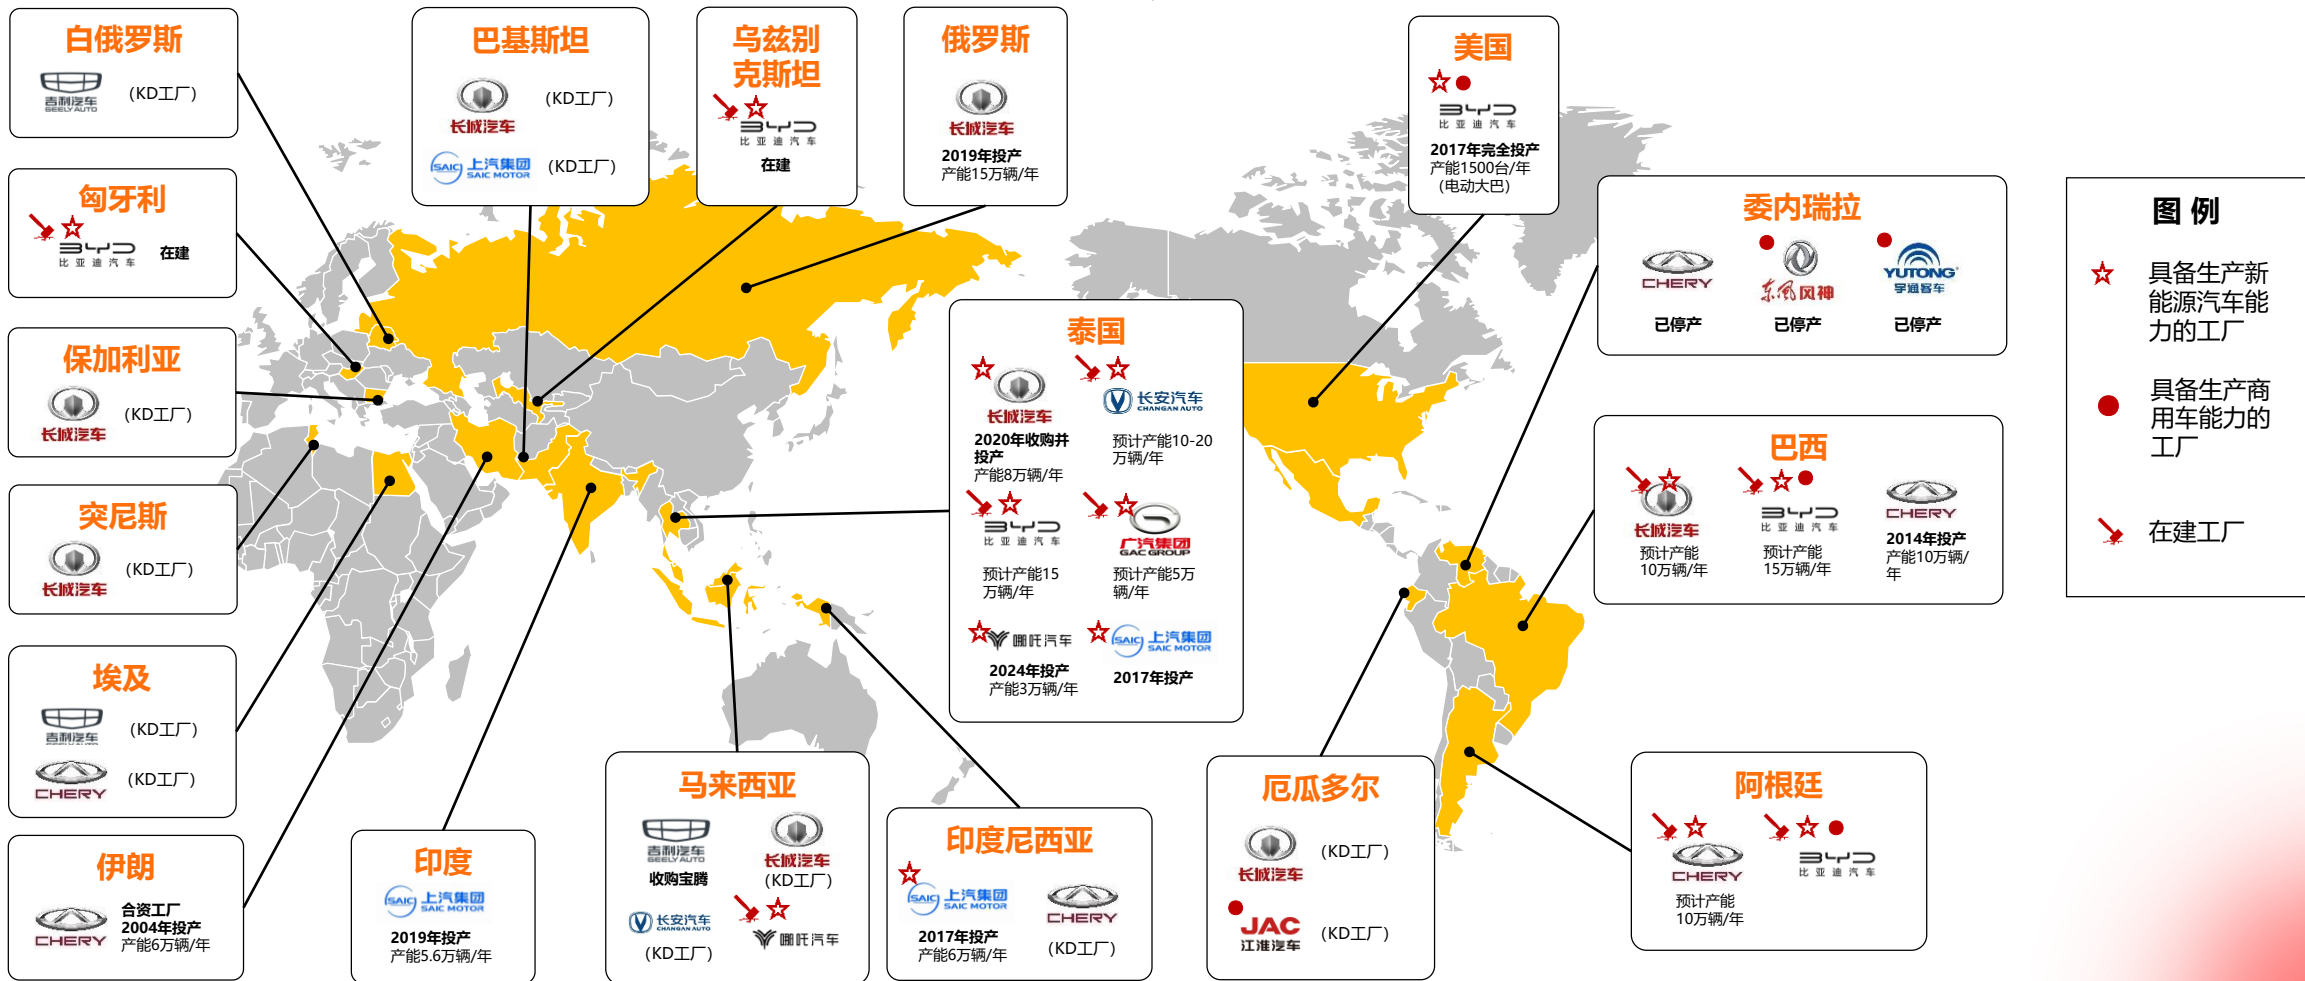 白俄罗斯
吉利汽车
GEELY AUTO
(KD工厂)
匈牙利
BYD
比亚迪汽车
在建
保加利亚
长城汽车
(KD工厂)
突尼斯
长城汽车
(KD工厂)
埃及
吉利汽车
(KD工厂)
CHERY
(KD工厂)
伊朗
CHERY
合资工厂
2004年投产
产能6万辆/年
巴基斯坦
长城汽车
(KD工厂)
SAIC 上汽集团
SAIC MOTOR
(KD工厂)
乌兹别
克斯坦
BYD
比亚迪汽车
在建
俄罗斯
长城汽车
2019年投产
产能15万辆/年
印度
SAIC 上汽集团
SAIC MOTOR
2019年投产
产能5.6万辆/年
马来西亚
吉利汽车
GEELY AUTO
收购宝腾
长城汽车
(KD工厂)
长安汽车
CHANGAN AUTO
(KD工厂)
哪吒汽车
印度尼西亚
SAIC 上汽集团
SAIC MOTOR
2017年投产
产能6万辆/年
CHERY
(KD工厂)
泰国
长城汽车
2020年收购并
投产
产能8万辆/年
长安汽车
CHANGAN AUTO
预计产能10-20
万辆/年
BYD
比亚迪汽车
预计产能15
万辆/年
广汽集团
GAC GROUP
预计产能5万
辆/年
哪吒汽车
2024年投产
产能3万辆/年
SAIC 上汽集团
SAIC MOTOR
2017年投产
美国
BYD
比亚迪汽车
2017年完全投产
产能1500台/年
(电动大巴)
委内瑞拉
CHERY
已停产
东风风神
已停产
YUTONG
宇通客车
已停产
巴西
长城汽车
预计产能
10万辆/年
BYD
比亚迪汽车
预计产能
15万辆/年
CHERY
2014年投产
产能10万辆/
年
厄瓜多尔
长城汽车
(KD工厂)
JAC
江淮汽车
(KD工厂)
阿根廷
CHERY
预计产能
10万辆/年
BYD
比亚迪汽车
图 例
具备生产新
能源汽车能
力的工厂
具备生产商
用车能力的
工厂
在建工厂